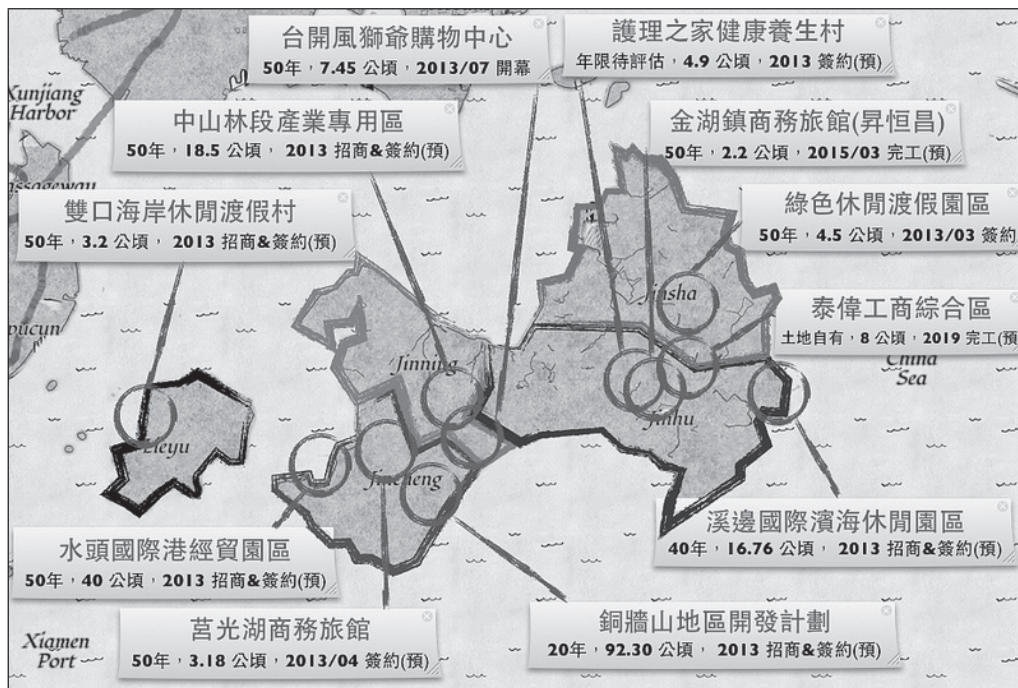 台開風獅爺購物中心
50年，7.45 公頃，2013/07 開幕
護理之家健康養生村
年限待評估，4.9 公頃，2013 簽約(預)
Xunjiang
Harbor
中山林段產業專用區
50年，18.5 公頃， 2013 招商&簽約(預)
金湖鎮商務旅館(昇恒昌)
50年，2.2 公頃，2015/03 完工(預)
雙口海岸休閒渡假村
50年，3.2 公頃， 2013 招商&簽約(預)
綠色休閒渡假園區
50年，4.5 公頃，2013/03 簽約
Jinsha
泰偉工商綜合區
土地自有，8 公頃，2019 完工(預
China
Sea
Jinning
Jinhu
Lieyu
Jincheng
水頭國際港經貿園區
50年，40 公頃，2013 招商&簽約(預)
溪邊國際濱海休閒園區
40年，16.76 公頃， 2013 招商&簽約(預)
莒光湖商務旅館
50年，3.18 公頃，2013/04 簽約(預)
銅牆山地區開發計劃
20年，92.30 公頃， 2013 招商&簽約(預)
Xiamen
Port